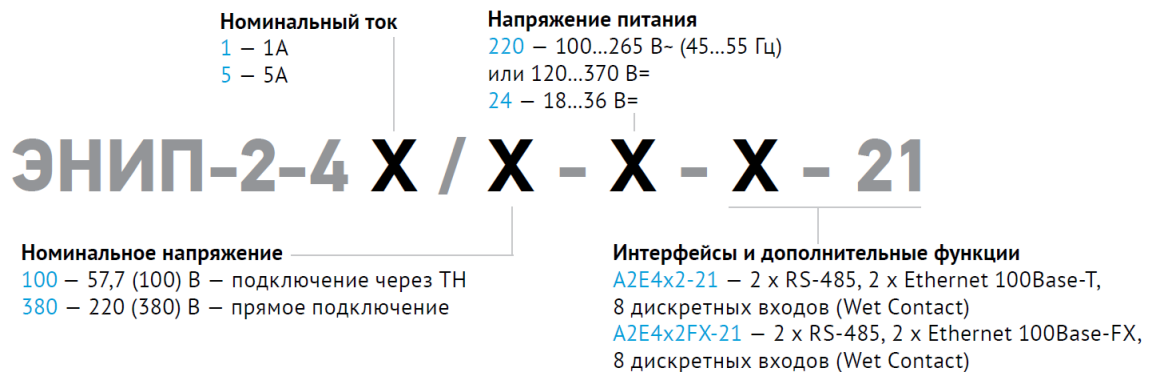 Номинальный ток
1 — 1А
5 — 5А
Напряжение питания
220 — 100...265 В~ (45...55 Гц)
или 120...370 В=
24 — 18...36 В=
ЭНИП-2-4 X / X - X - X - 21
Номинальное напряжение
100 — 57,7 (100) В — подключение через ТН
380 — 220 (380) В — прямое подключение
Интерфейсы и дополнительные функции
A2E4x2-21 — 2 x RS-485, 2 x Ethernet 100Base-T,
8 дискретных входов (Wet Contact)
A2E4x2FX-21 — 2 x RS-485, 2 x Ethernet 100Base-FX,
8 дискретных входов (Wet Contact)